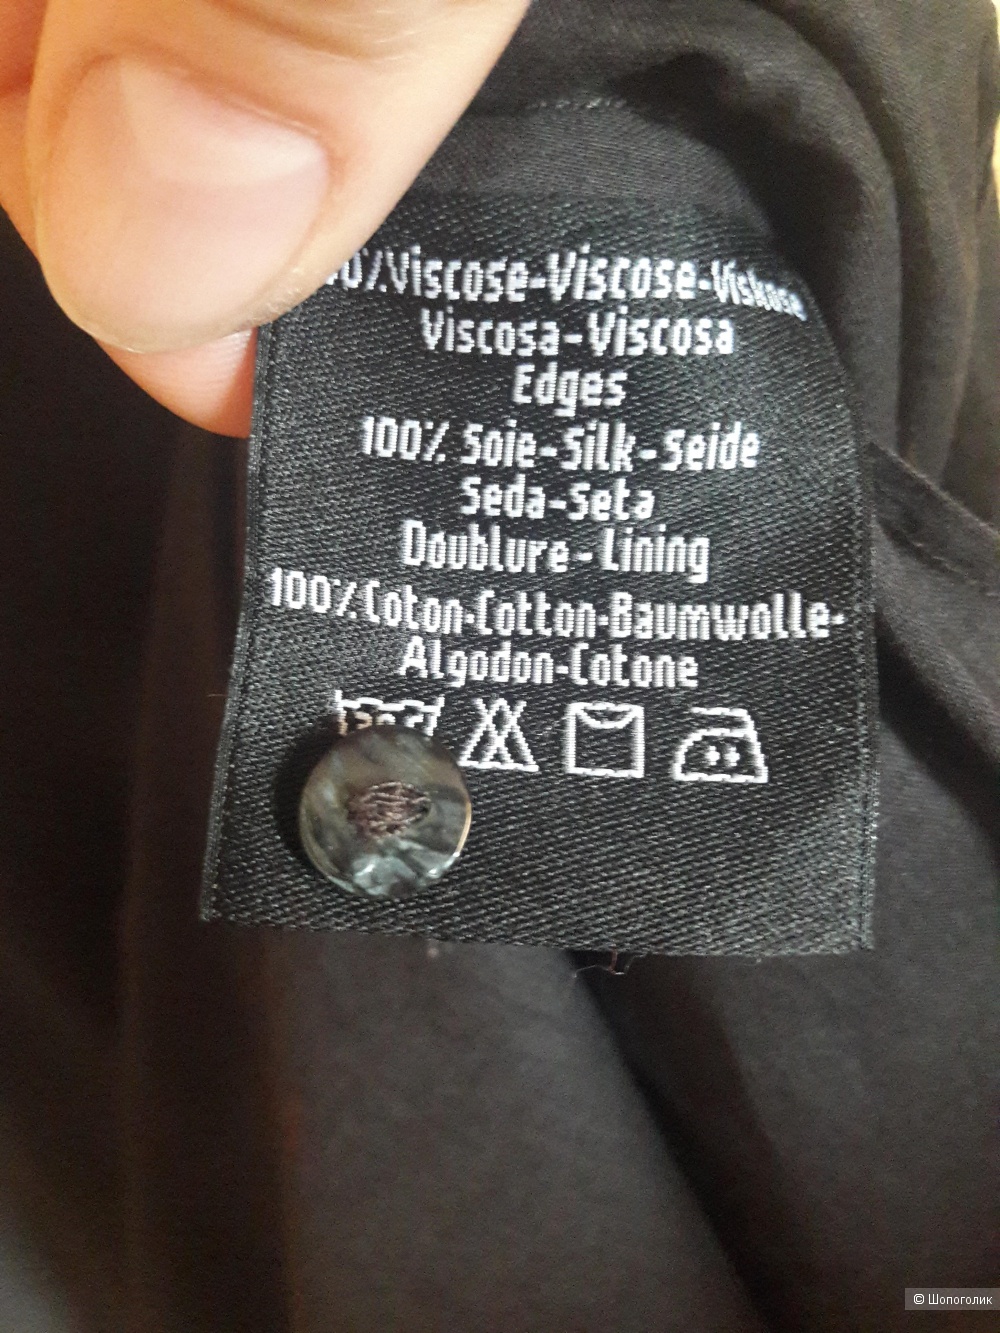 0%Viscose-Viscose-Viskose
Viscosa-Viscosa
Edges
100% Soie-Silk-Seide
Seda-Seta
Doublure-Lining
100%Coton-Cotton-Baumwolle-
Algodon-Cotone
© Шопоголик